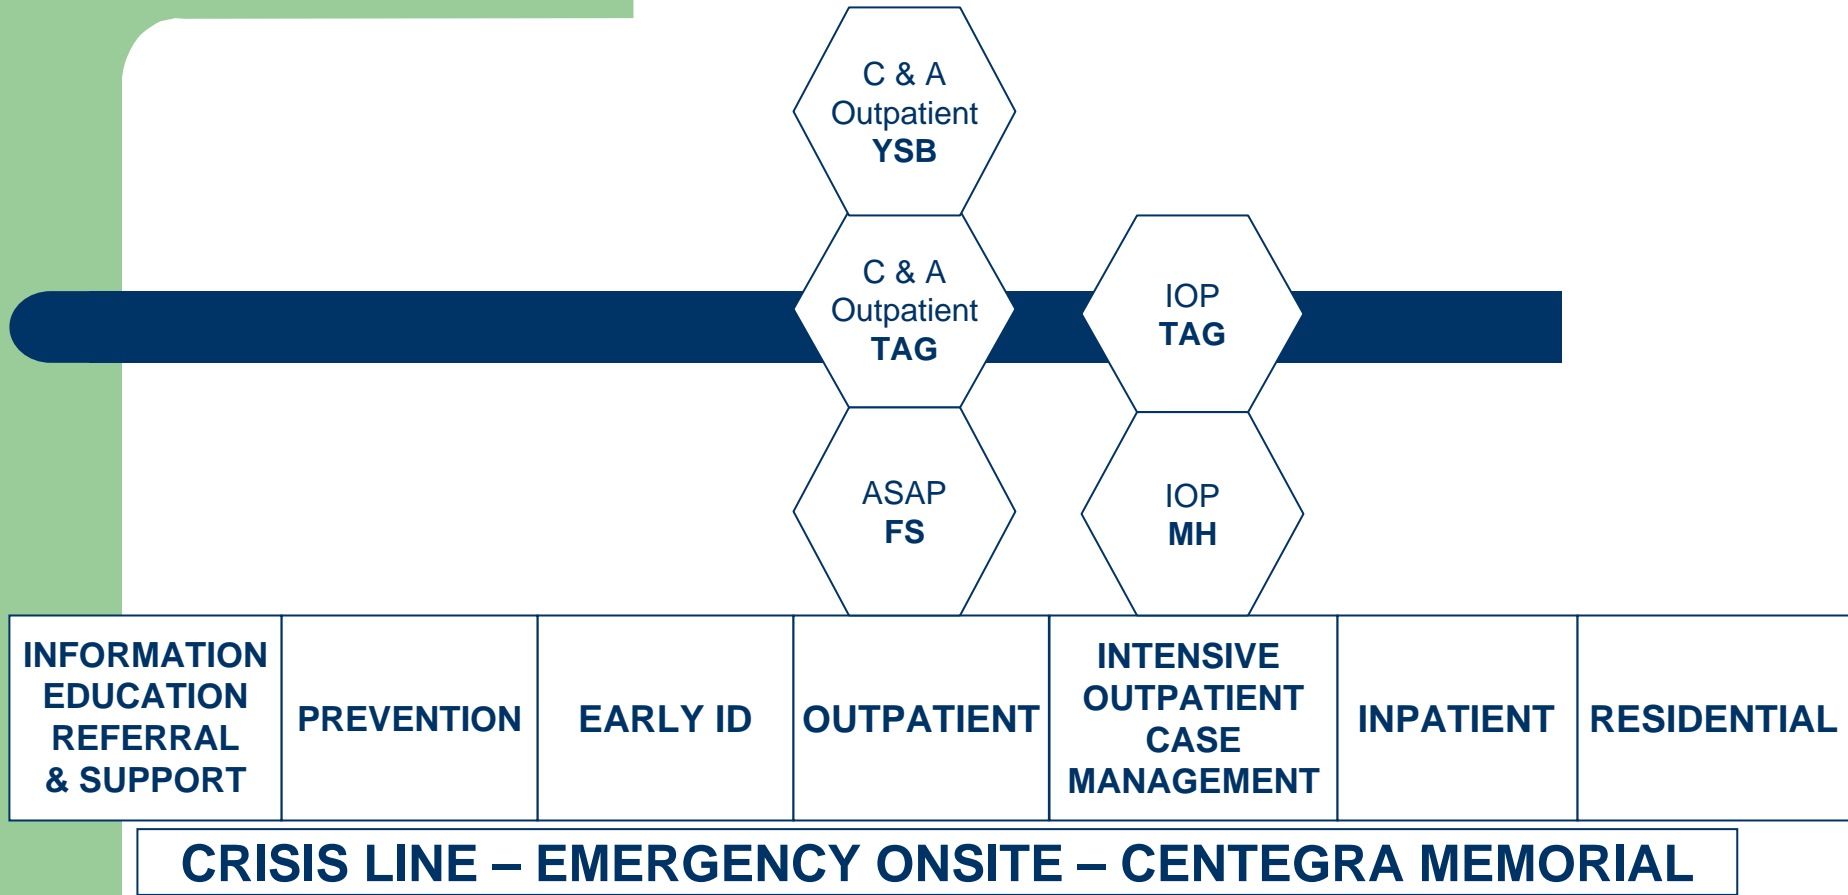 C & A
Outpatient
YSB
C & A
Outpatient
TAG
IOP
TAG
ASAP
FS
IOP
MH
INFORMATION
EDUCATION
REFERRAL
& SUPPORT
PREVENTION
EARLY ID
OUTPATIENT
INTENSIVE
OUTPATIENT
CASE
MANAGEMENT
INPATIENT
RESIDENTIAL
CRISIS LINE – EMERGENCY ONSITE – CENTEGRA MEMORIAL